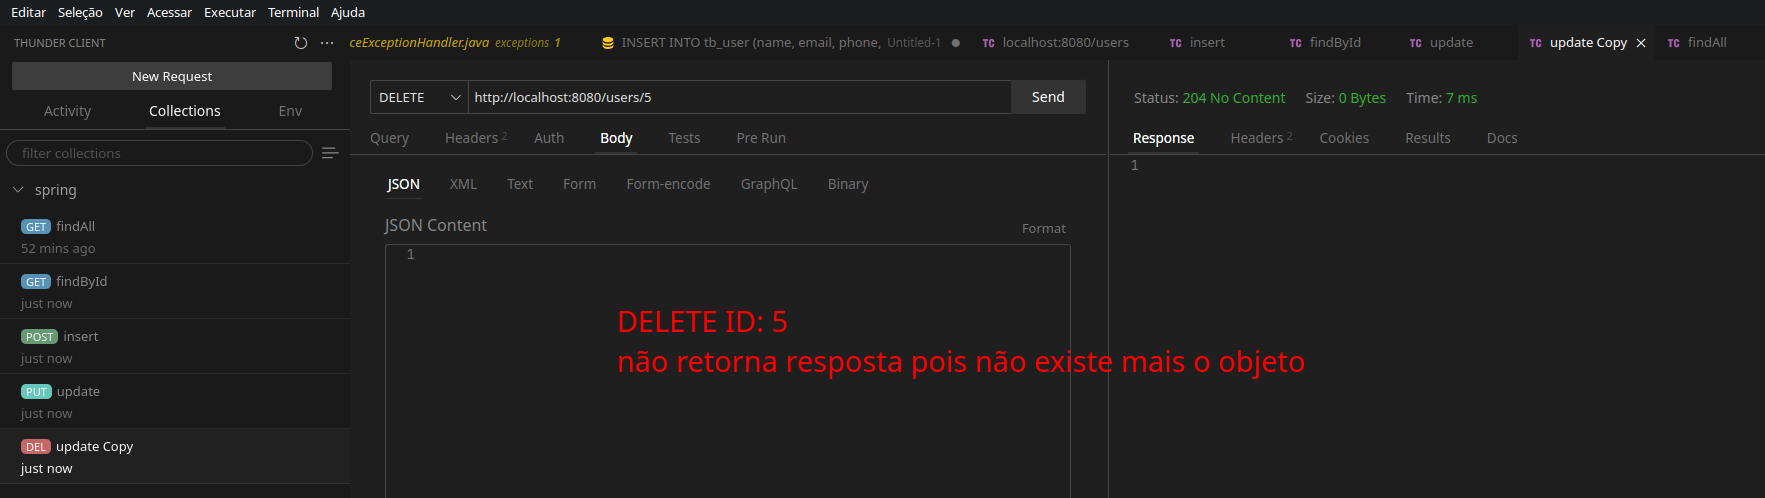 Editar Seleção Ver Acessar Executar Terminal Ajuda
THUNDER CLIENT
ceExceptionHandler.java exceptions 1
INSERT INTO tb_user (name, email, phone, Untitled-1
TC localhost:8080/users
TC insert
TC findById
TC update
TC update Copy
TC findAll
New Request
Activity Collections Env
filter collections
spring
GET findAll
52 mins ago
GET findById
just now
POST insert
just now
PUT update
just now
DEL update Copy
just now
DELETE http://localhost:8080/users/5 Send
Query Headers 2 Auth Body Tests Pre Run
JSON XML Text Form Form-encode GraphQL Binary
JSON Content
Format
1
DELETE ID: 5
não retorna resposta pois não existe mais o objeto
Status: 204 No Content Size: 0 Bytes Time: 7 ms
Response Headers 2 Cookies Results Docs
1